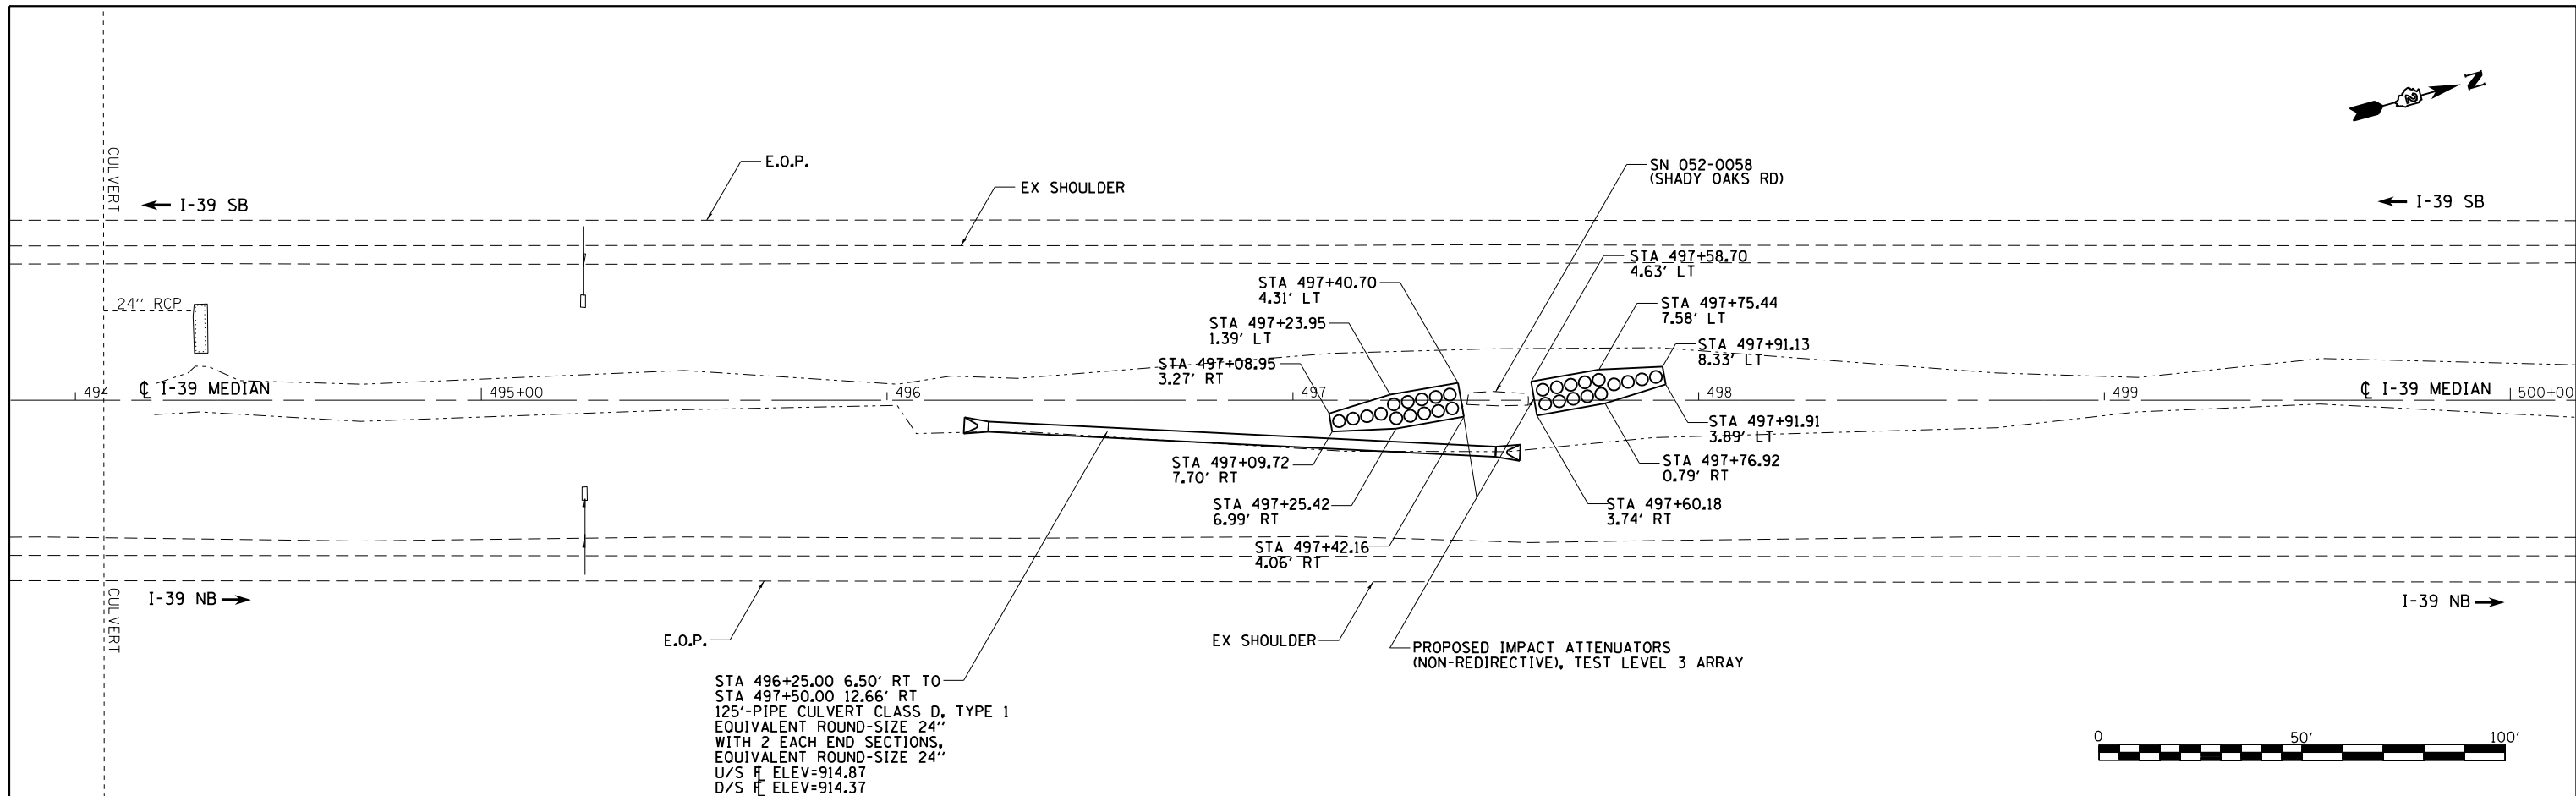 N
E.O.P.
EX SHOULDER
SN 052-0058
(SHADY OAKS RD)
CULVERT
I-39 SB
I-39 SB
STA 497+58.70
4.63' LT
STA 497+40.70
4.31' LT
24'' RCP
STA 497+75.44
7.58' LT
STA 497+23.95
1.39' LT
STA 497+91.13
8.33' LT
STA 497+08.95
3.27' RT
494
℄ I-39 MEDIAN
495+00
496
497
498
499
℄ I-39 MEDIAN
500+00
STA 497+91.91
3.89' LT
STA 497+09.72
7.70' RT
STA 497+76.92
0.79' RT
STA 497+25.42
6.99' RT
STA 497+60.18
3.74' RT
STA 497+42.16
4.06' RT
CULVERT
I-39 NB
I-39 NB
E.O.P.
EX SHOULDER
PROPOSED IMPACT ATTENUATORS
(NON-REDIRECTIVE), TEST LEVEL 3 ARRAY
STA 496+25.00 6.50' RT TO
STA 497+50.00 12.66' RT
125'-PIPE CULVERT CLASS D, TYPE 1
EQUIVALENT ROUND-SIZE 24''
WITH 2 EACH END SECTIONS,
EQUIVALENT ROUND-SIZE 24''
U/S FL ELEV=914.87
D/S FL ELEV=914.37
0 50' 100'